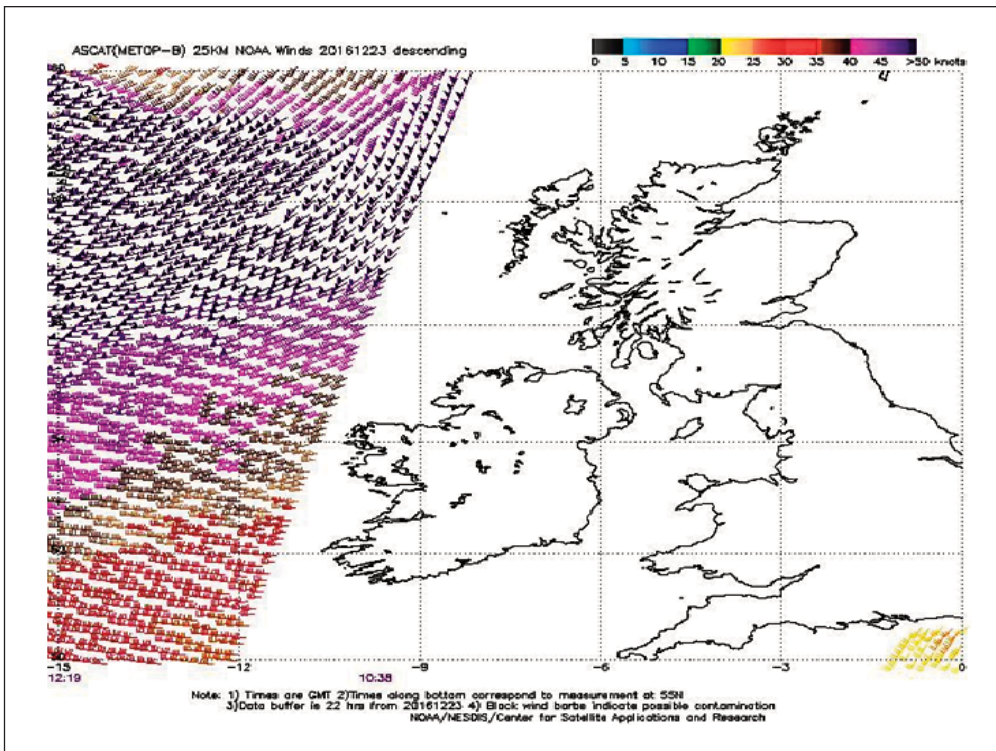 ASCAT(METOP-B) 25KM NOAA Winds 20161223 descending
0 5 10 15 20 25 30 35 40 45 >50 knots
60
54
50
-15 -12 -9 -6 -3 0
12:19 10:38
Note: 1) Times are GMT 2)Times along bottom correspond to measurement at 55N
3)Data buffer is 22 hrs from 20161223 4) Black wind barbs indicate possible contamination
NOAA/NESDIS/Center for Satellite Applications and Research